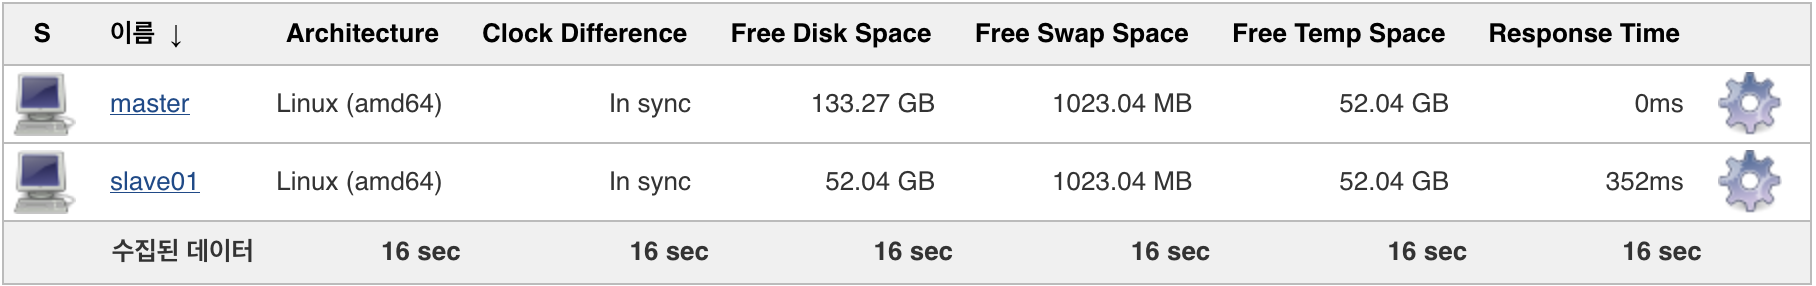 S 이름 ↓ Architecture Clock Difference Free Disk Space Free Swap Space Free Temp Space Response Time
master Linux (amd64) In sync 133.27 GB 1023.04 MB 52.04 GB 0ms
slave01 Linux (amd64) In sync 52.04 GB 1023.04 MB 52.04 GB 352ms
수집된 데이터 16 sec 16 sec 16 sec 16 sec 16 sec 16 sec